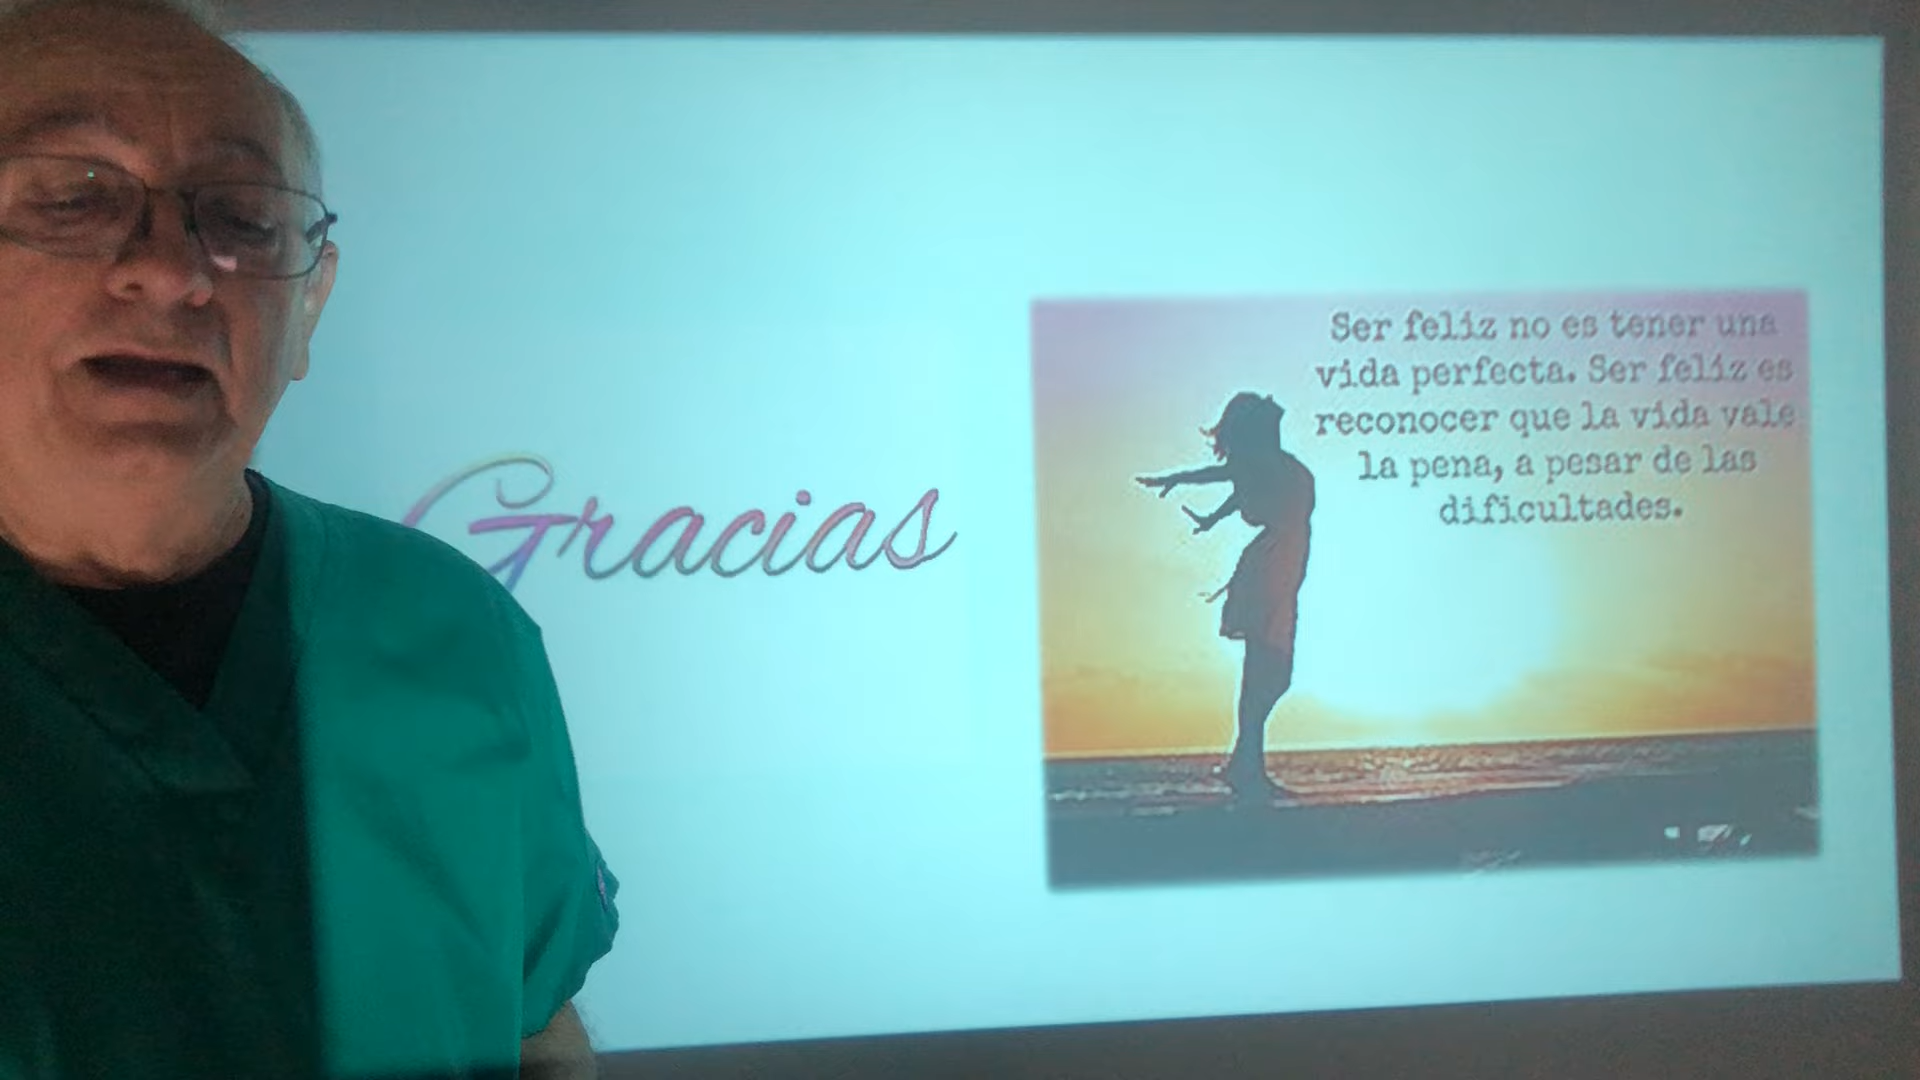 Gracias
Ser feliz no es tener una
vida perfecta. Ser feliz es
reconocer que la vida vale
la pena, a pesar de las
dificultades.